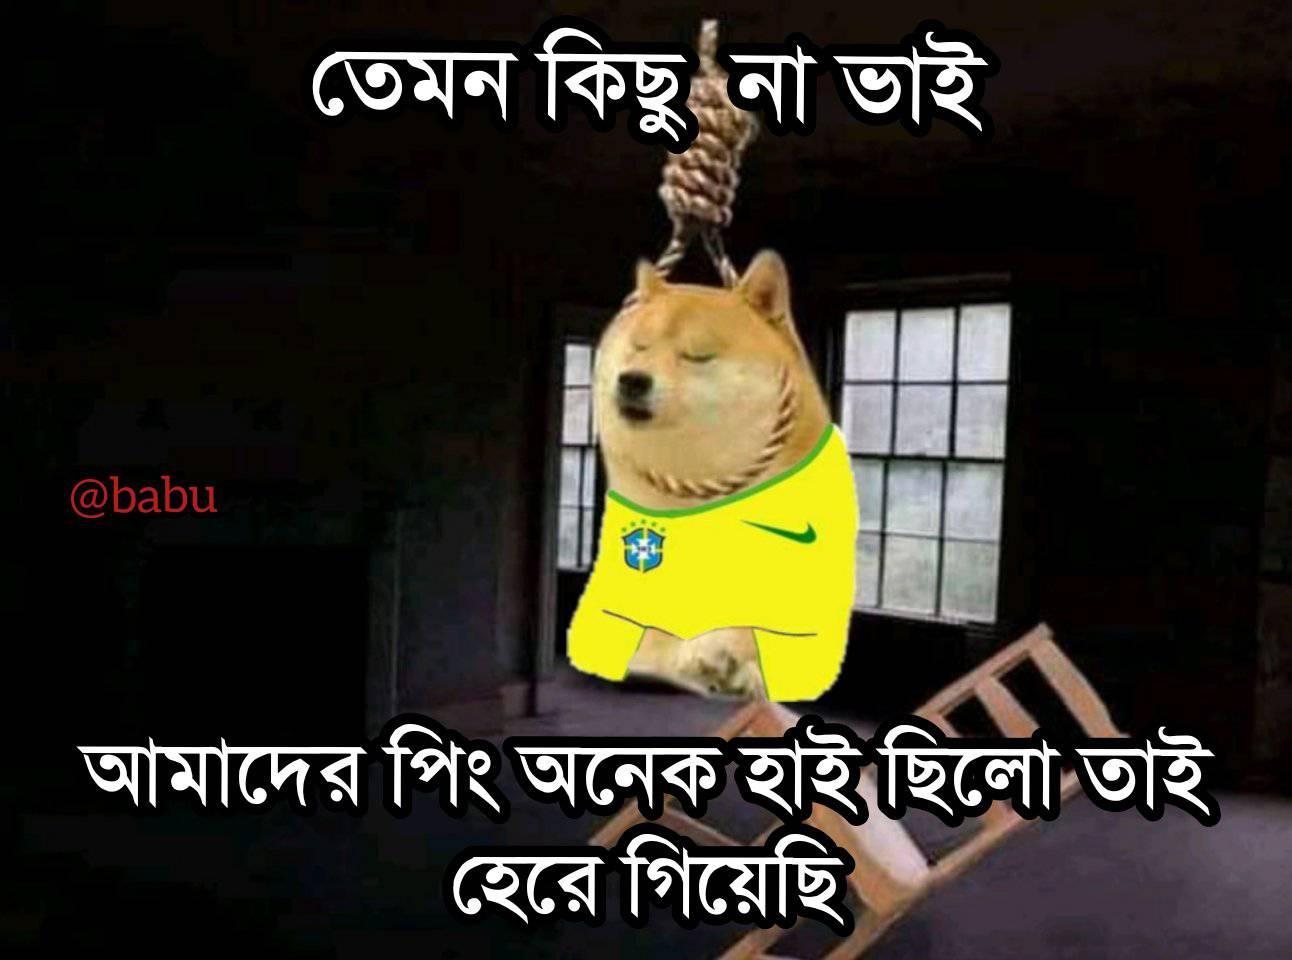 তেমন কিছু না ভাই
@babu
আমাদের পিং অনেক হাই ছিলো তাই
হেরে গিয়েছি